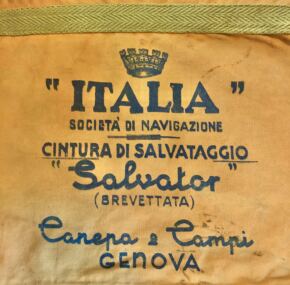 "ITALIA"
SOCIETÀ DI NAVIGAZIONE
CINTURA DI SALVATAGGIO
"Salvator"
(BREVETTATA)
Canepa e Campi
GENOVA